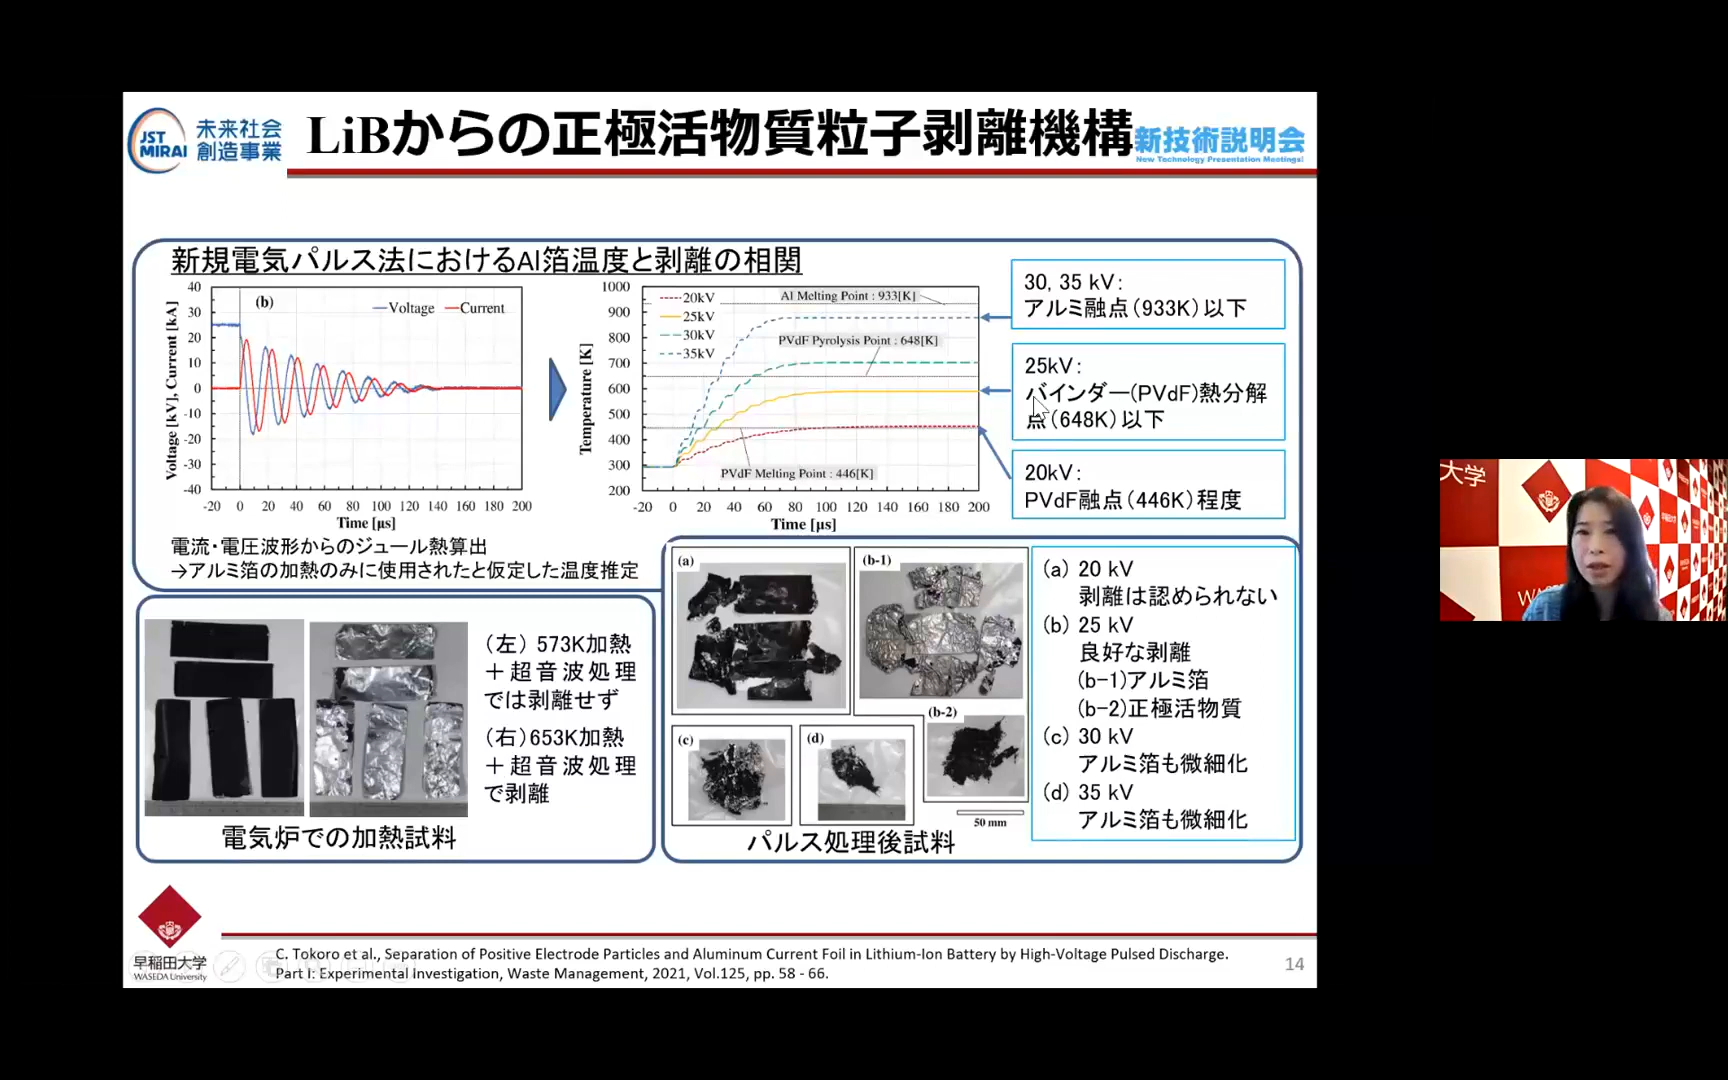 JST
MIRAI
未来社会
創造事業
LiBからの正極活物質粒子剥離機構
新技術説明会
New Technology Presentation Meetings!
新規電気パルス法におけるAl箔温度と剥離の相関
40
30
20
10
0
-10
-20
-30
-40
Voltage [kV], Current [kA]
(b)
Voltage
Current
-20 0 20 40 60 80 100 120 140 160 180 200
Time [μs]
1000
900
800
700
600
500
400
300
200
Temperature [K]
20kV
25kV
30kV
35kV
Al Melting Point : 933[K]
PVdF Pyrolysis Point : 648[K]
PVdF Melting Point : 446[K]
-20 0 20 40 60 80 100 120 140 160 180 200
Time [μs]
30, 35 kV:
アルミ融点(933K)以下
25kV:
バインダー(PVdF)熱分解
点(648K)以下
20kV:
PVdF融点(446K)程度
電流・電圧波形からのジュール熱算出
→アルミ箔の加熱のみに使用されたと仮定した温度推定
(左) 573K加熱
＋超音波処理
では剥離せず
(右)653K加熱
＋超音波処理
で剥離
電気炉での加熱試料
(a)
(b-1)
(b-2)
(c)
(d)
50 mm
パルス処理後試料
(a) 20 kV
剥離は認められない
(b) 25 kV
良好な剥離
(b-1)アルミ箔
(b-2)正極活物質
(c) 30 kV
アルミ箔も微細化
(d) 35 kV
アルミ箔も微細化
早稲田大学
WASEDA University
C. Tokoro et al., Separation of Positive Electrode Particles and Aluminum Current Foil in Lithium-Ion Battery by High-Voltage Pulsed Discharge.
Part I: Experimental Investigation, Waste Management, 2021, Vol.125, pp. 58 - 66.
14
大学